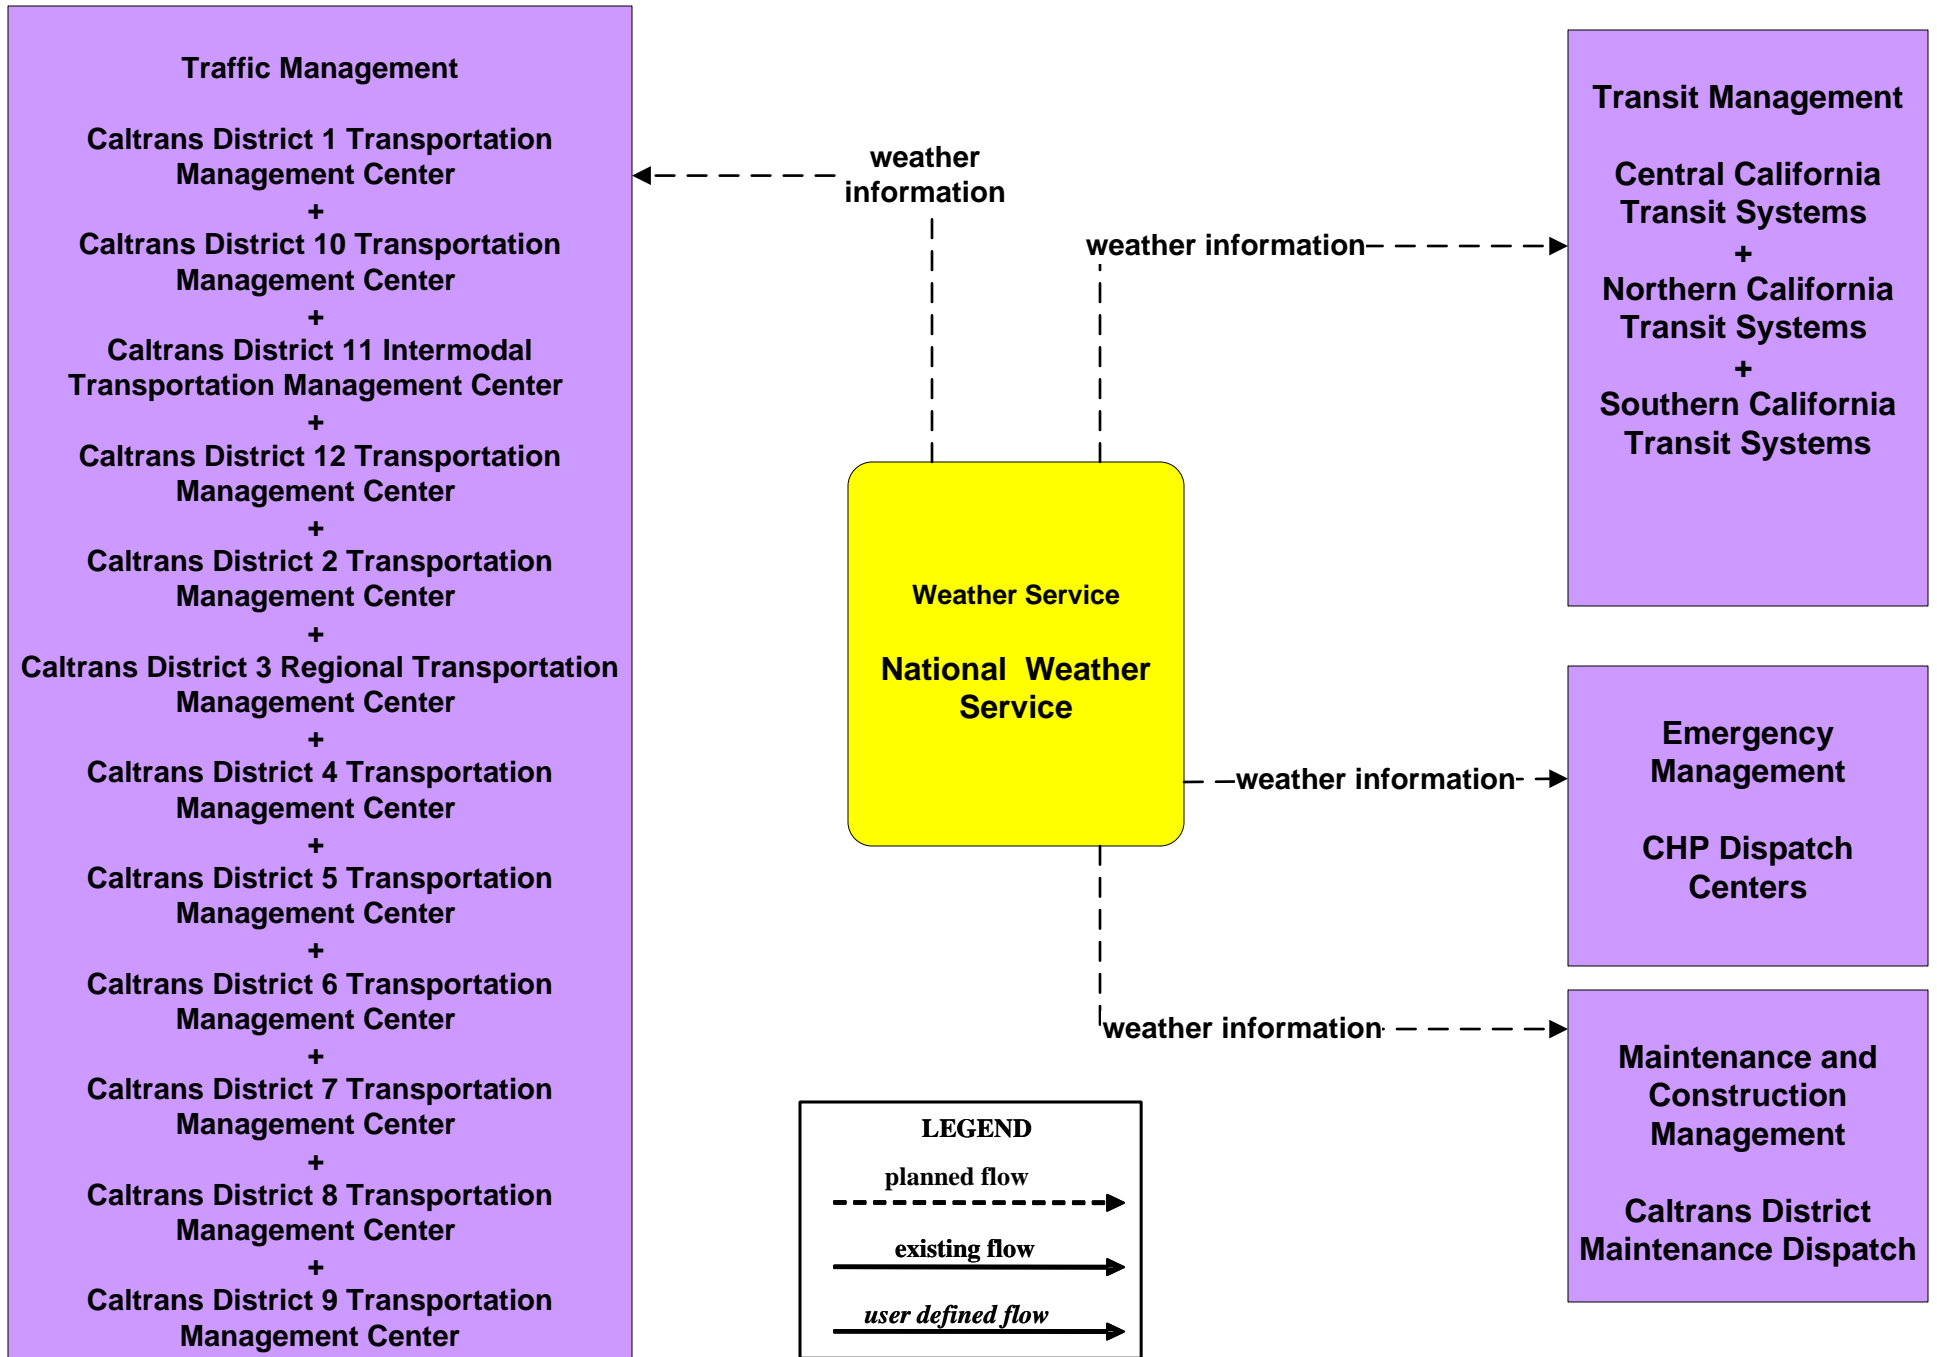 Traffic Management
Caltrans District 1 Transportation
Management Center
+
Caltrans District 10 Transportation
Management Center
+
Caltrans District 11 Intermodal
Transportation Management Center
+
Caltrans District 12 Transportation
Management Center
+
Caltrans District 2 Transportation
Management Center
+
Caltrans District 3 Regional Transportation
Management Center
+
Caltrans District 4 Transportation
Management Center
+
Caltrans District 5 Transportation
Management Center
+
Caltrans District 6 Transportation
Management Center
+
Caltrans District 7 Transportation
Management Center
+
Caltrans District 8 Transportation
Management Center
+
Caltrans District 9 Transportation
Management Center
weather
information
weather information
Weather Service
National  Weather
Service
weather information
weather information
LEGEND
planned flow
existing flow
user defined flow
Transit Management
Central California
Transit Systems
+
Northern California
Transit Systems
+
Southern California
Transit Systems
Emergency
Management
CHP Dispatch
Centers
Maintenance and
Construction
Management
Caltrans District
Maintenance Dispatch